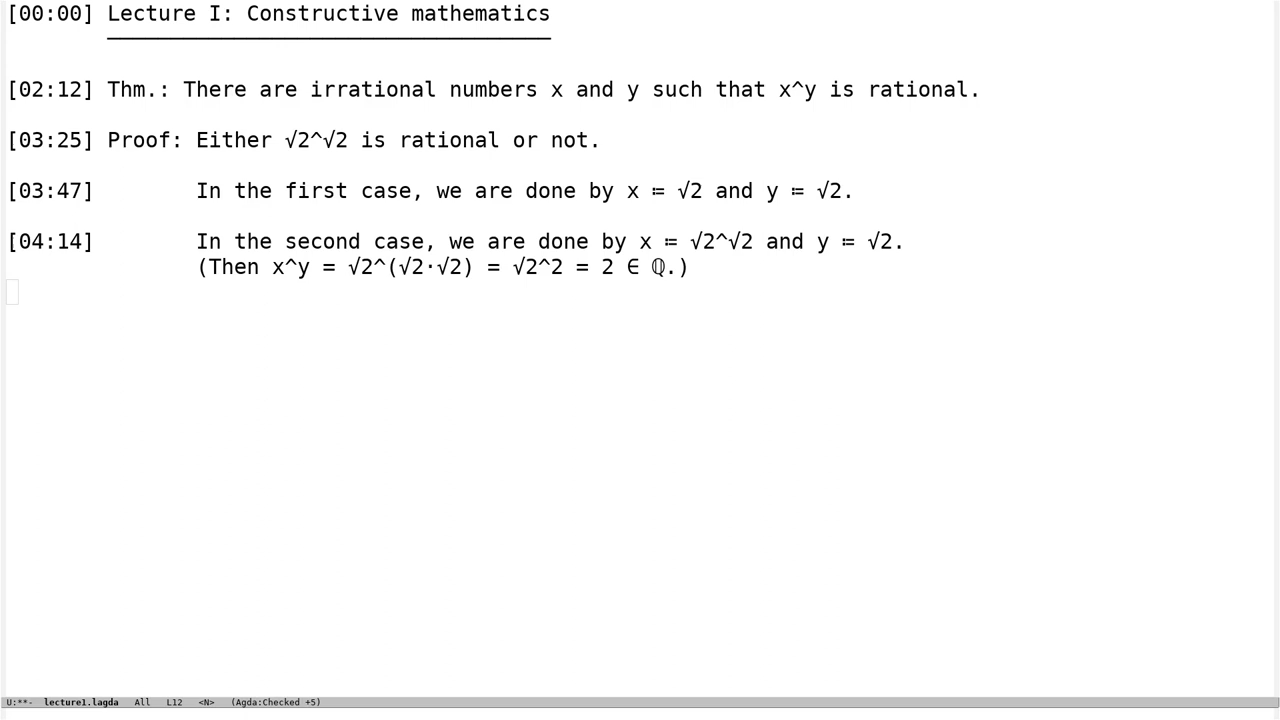 [00:00] Lecture I: Constructive mathematics
[02:12] Thm.: There are irrational numbers x and y such that x^y is rational.
[03:25] Proof: Either √2^√2 is rational or not.
[03:47] In the first case, we are done by x ≔ √2 and y ≔ √2.
[04:14] In the second case, we are done by x ≔ √2^√2 and y ≔ √2.
(Then x^y = √2^(√2·√2) = √2^2 = 2 ∈ ℚ.)
U:**- lecture1.lagda All L12 <N> (Agda:Checked +5)